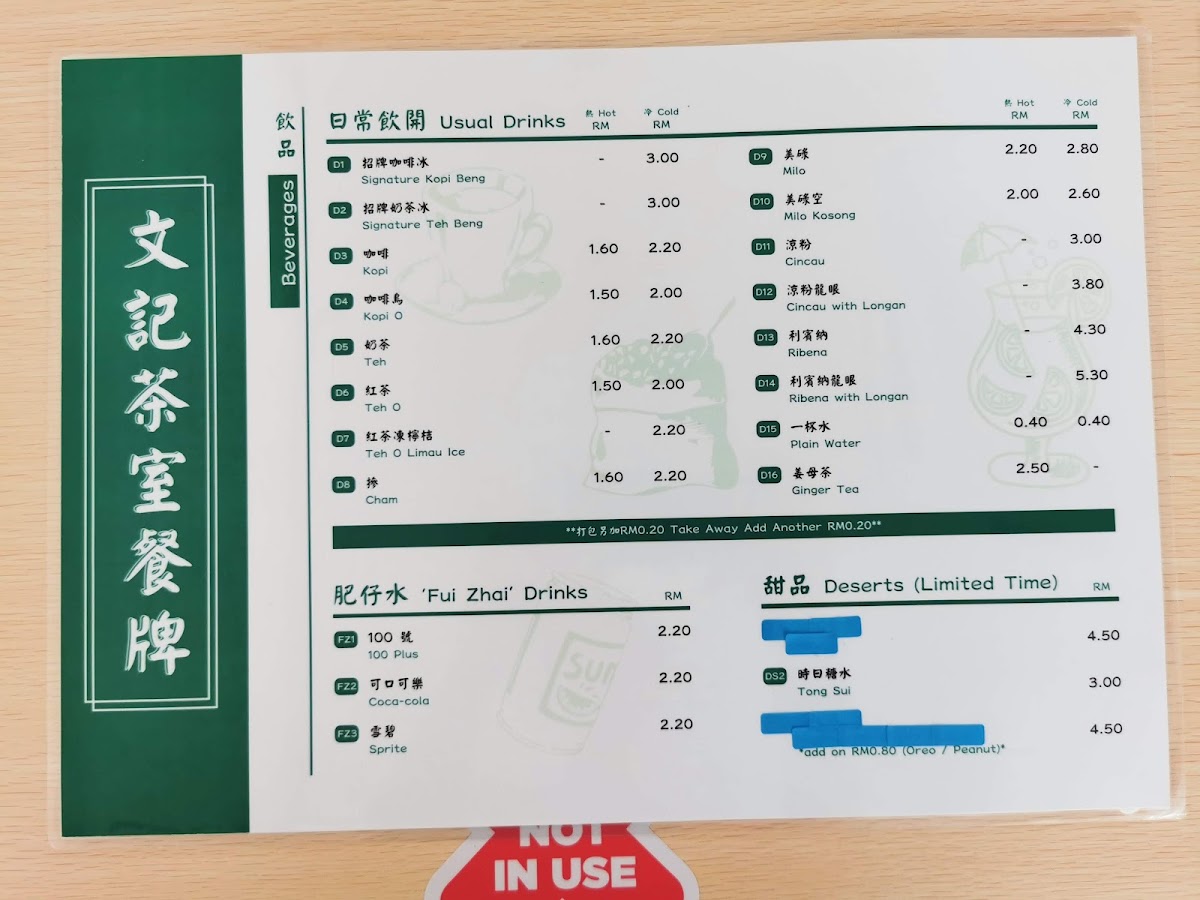 文記茶室餐牌
飲品
Beverages
日常飲開 Usual Drinks 熱 Hot RM 冷 Cold RM
D1 招牌咖啡冰 - 3.00
Signature Kopi Beng
D2 招牌奶茶冰 - 3.00
Signature Teh Beng
D3 咖啡 1.60 2.20
Kopi
D4 咖啡烏 1.50 2.00
Kopi O
D5 奶茶 1.60 2.20
Teh
D6 紅茶 1.50 2.00
Teh O
D7 紅茶凍檸桔 - 2.20
Teh O Limau Ice
D8 摻 1.60 2.20
Cham
熱 Hot RM 冷 Cold RM
D9 美碌 2.20 2.80
Milo
D10 美碌空 2.00 2.60
Milo Kosong
D11 涼粉 - 3.00
Cincau
D12 涼粉龍眼 - 3.80
Cincau with Longan
D13 利賓納 - 4.30
Ribena
D14 利賓納龍眼 - 5.30
Ribena with Longan
D15 一杯水 0.40 0.40
Plain Water
D16 姜母茶 2.50 -
Ginger Tea
**打包另加RM0.20 Take Away Add Another RM0.20**
肥仔水 'Fui Zhai' Drinks RM
FZ1 100 號 2.20
100 Plus
FZ2 可口可樂 2.20
Coca-cola
FZ3 雪碧 2.20
Sprite
甜品 Deserts (Limited Time) RM
4.50
DS2 時日糖水 3.00
Tong Sui
4.50
*add on RM0.80 (Oreo / Peanut)*
NOT
IN USE